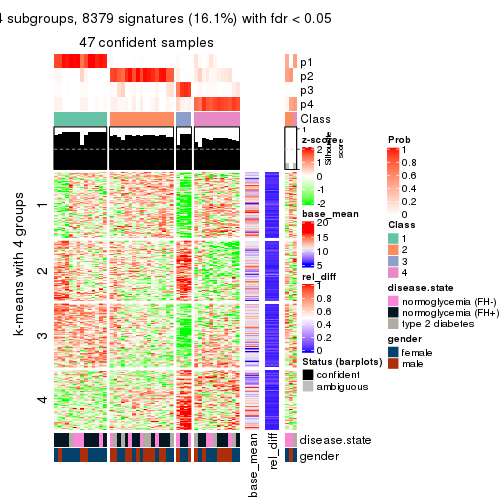 4 subgroups, 8379 signatures (16.1%) with fdr < 0.05
47 confident samples
p1
p2
p3
p4
Class
1
Silhouette
score
k-means with 4 groups
1
2
3
4
z-score
2
1
0
-1
-2
base_mean
20
15
10
5
rel_diff
1
0.8
0.6
0.4
0.2
0
Status (barplots)
confident
ambiguous
Prob
1
0.8
0.6
0.4
0.2
0
Class
1
2
3
4
disease.state
normoglycemia (FH-)
normoglycemia (FH+)
type 2 diabetes
gender
female
male
disease.state
gender
base_mean
rel_diff